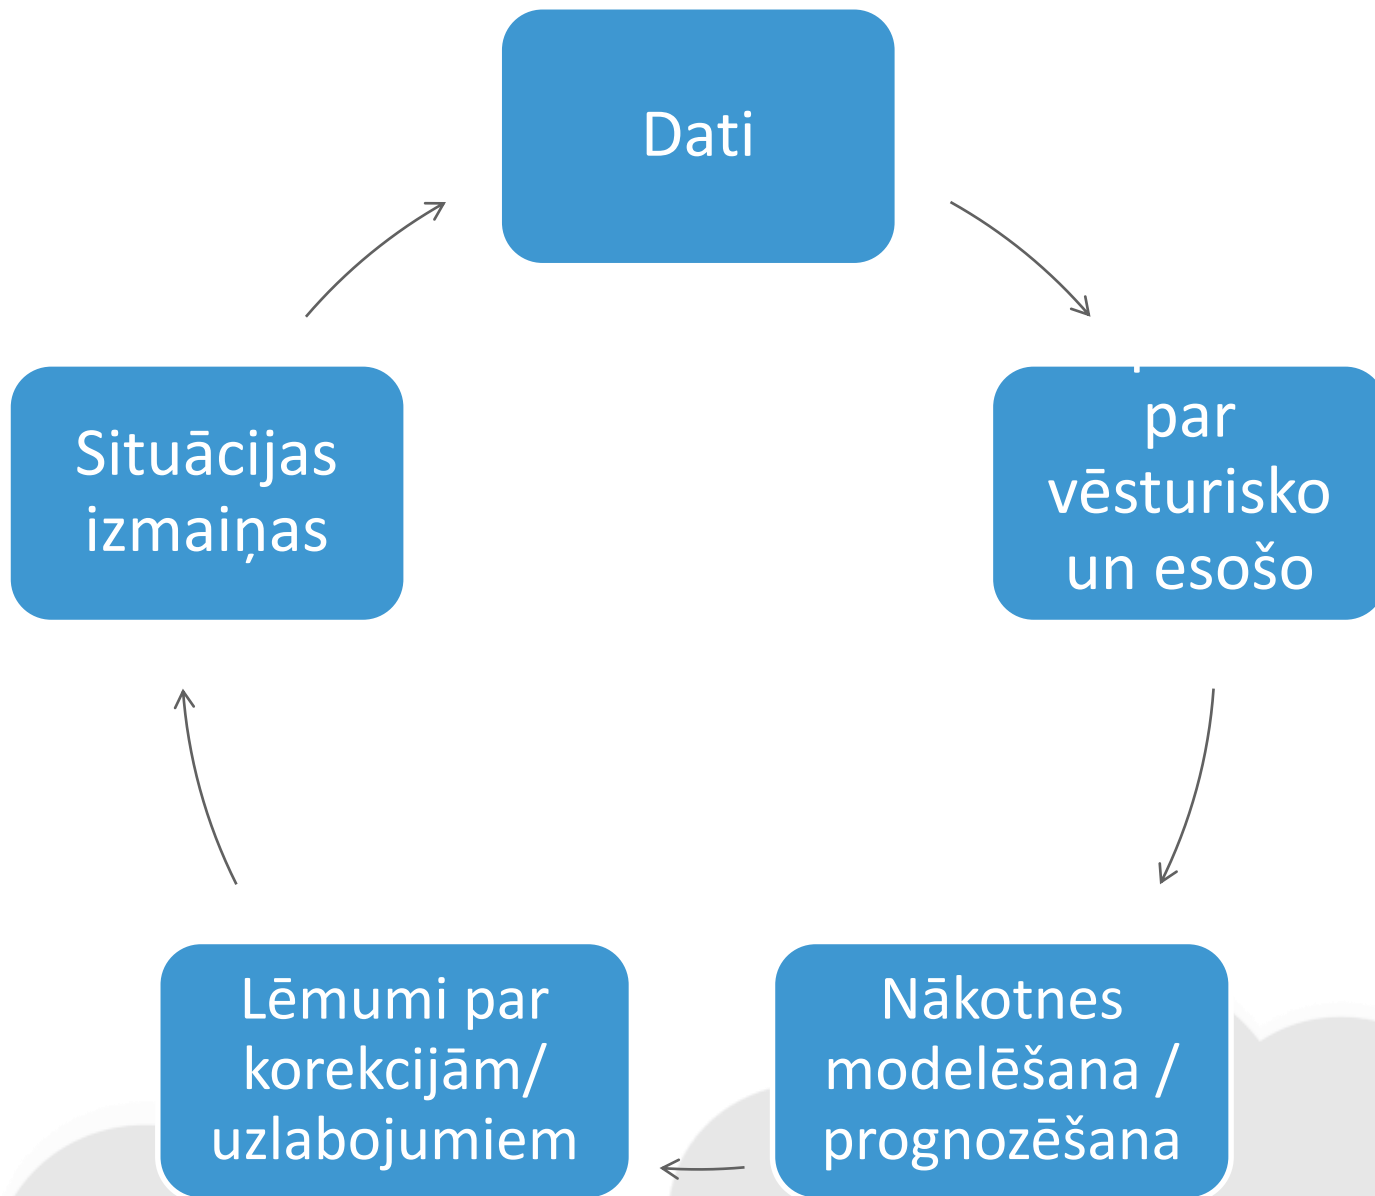 Dati
par
vēsturisko
un esošo
Nākotnes
modelēšana /
prognozēšana
Lēmumi par
korekcijām/
uzlabojumiem
Situācijas
izmaiņas